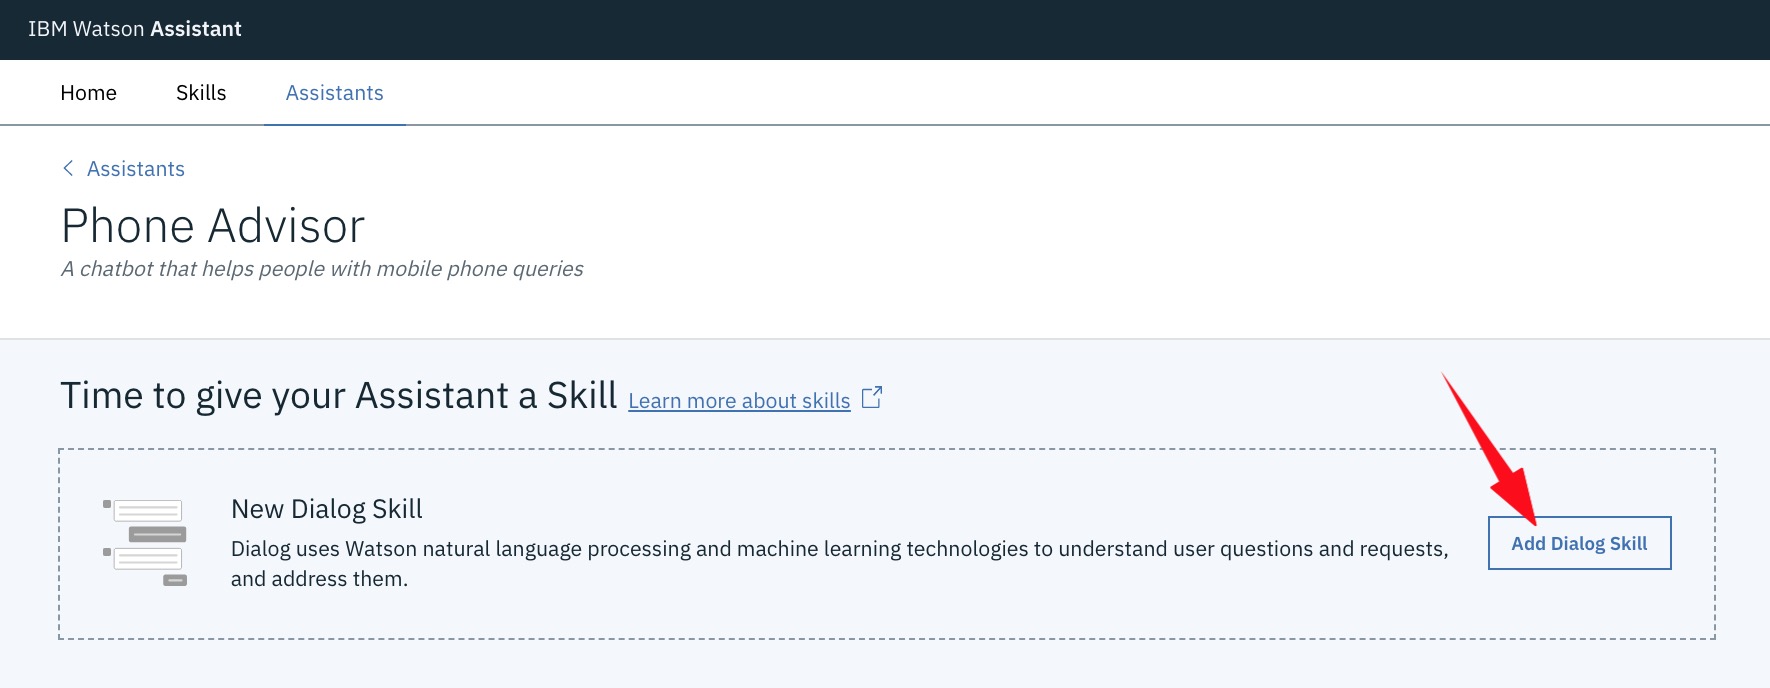 IBM Watson Assistant
Home Skills Assistants
Assistants
Phone Advisor
A chatbot that helps people with mobile phone queries
Time to give your Assistant a Skill Learn more about skills
New Dialog Skill
Dialog uses Watson natural language processing and machine learning technologies to understand user questions and requests,
and address them.
Add Dialog Skill